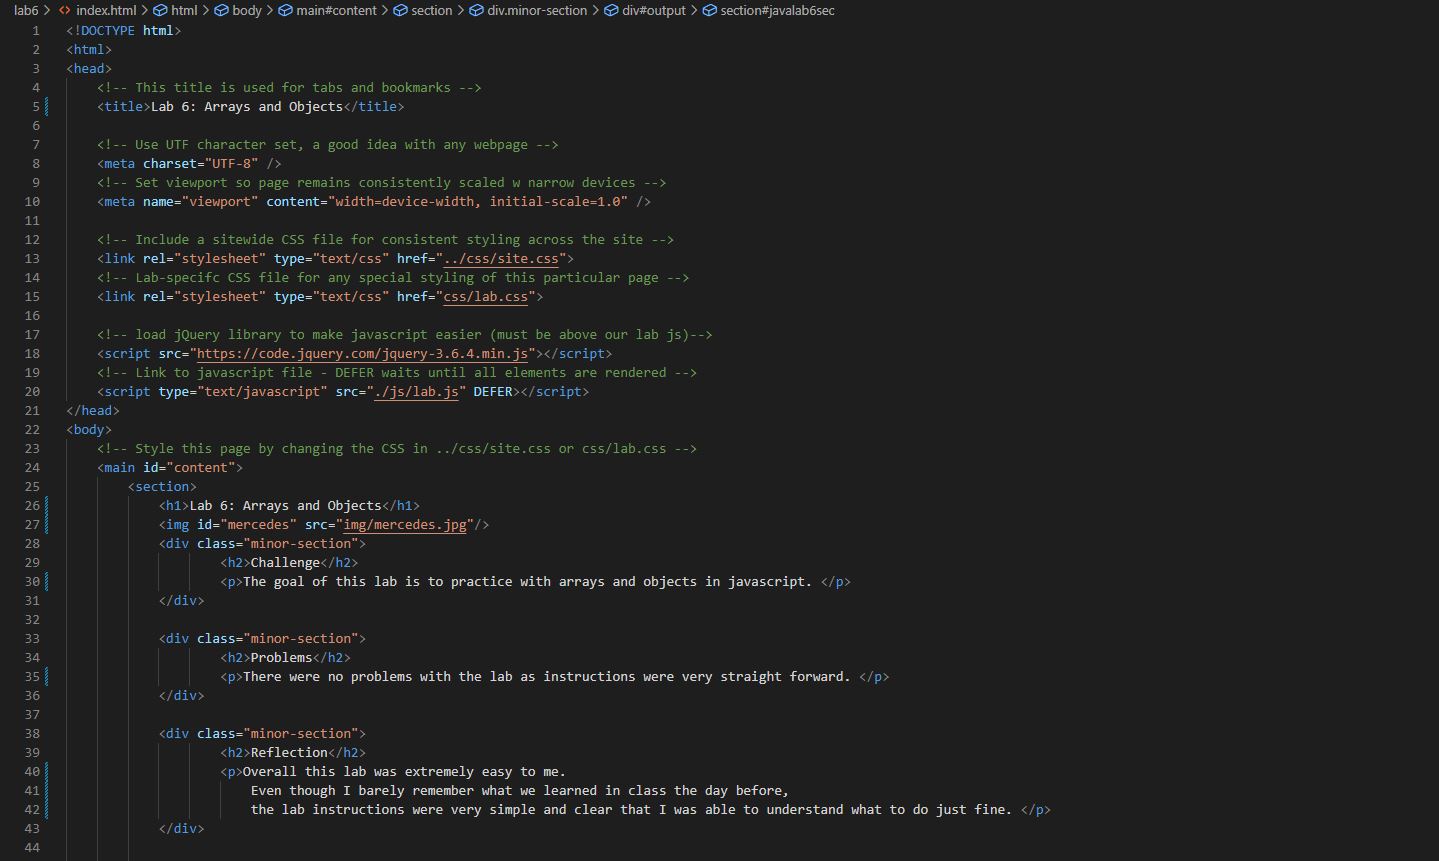 lab6 > <> index.html > html > body > main#content > section > div.minor-section > div#output > section#javalab6sec
1 <!DOCTYPE html>
2 <html>
3 <head>
4 <!-- This title is used for tabs and bookmarks -->
5 <title>Lab 6: Arrays and Objects</title>
6
7 <!-- Use UTF character set, a good idea with any webpage -->
8 <meta charset="UTF-8" />
9 <!-- Set viewport so page remains consistently scaled w narrow devices -->
10 <meta name="viewport" content="width=device-width, initial-scale=1.0" />
11
12 <!-- Include a sitewide CSS file for consistent styling across the site -->
13 <link rel="stylesheet" type="text/css" href="../css/site.css">
14 <!-- Lab-specifc CSS file for any special styling of this particular page -->
15 <link rel="stylesheet" type="text/css" href="css/lab.css">
16
17 <!-- load jQuery library to make javascript easier (must be above our lab js)-->
18 <script src="https://code.jquery.com/jquery-3.6.4.min.js"></script>
19 <!-- Link to javascript file - DEFER waits until all elements are rendered -->
20 <script type="text/javascript" src="./js/lab.js" DEFER></script>
21 </head>
22 <body>
23 <!-- Style this page by changing the CSS in ../css/site.css or css/lab.css -->
24 <main id="content">
25 <section>
26 <h1>Lab 6: Arrays and Objects</h1>
27 <img id="mercedes" src="img/mercedes.jpg"/>
28 <div class="minor-section">
29 <h2>Challenge</h2>
30 <p>The goal of this lab is to practice with arrays and objects in javascript. </p>
31 </div>
32
33 <div class="minor-section">
34 <h2>Problems</h2>
35 <p>There were no problems with the lab as instructions were very straight forward. </p>
36 </div>
37
38 <div class="minor-section">
39 <h2>Reflection</h2>
40 <p>Overall this lab was extremely easy to me.
41 Even though I barely remember what we learned in class the day before,
42 the lab instructions were very simple and clear that I was able to understand what to do just fine. </p>
43 </div>
44